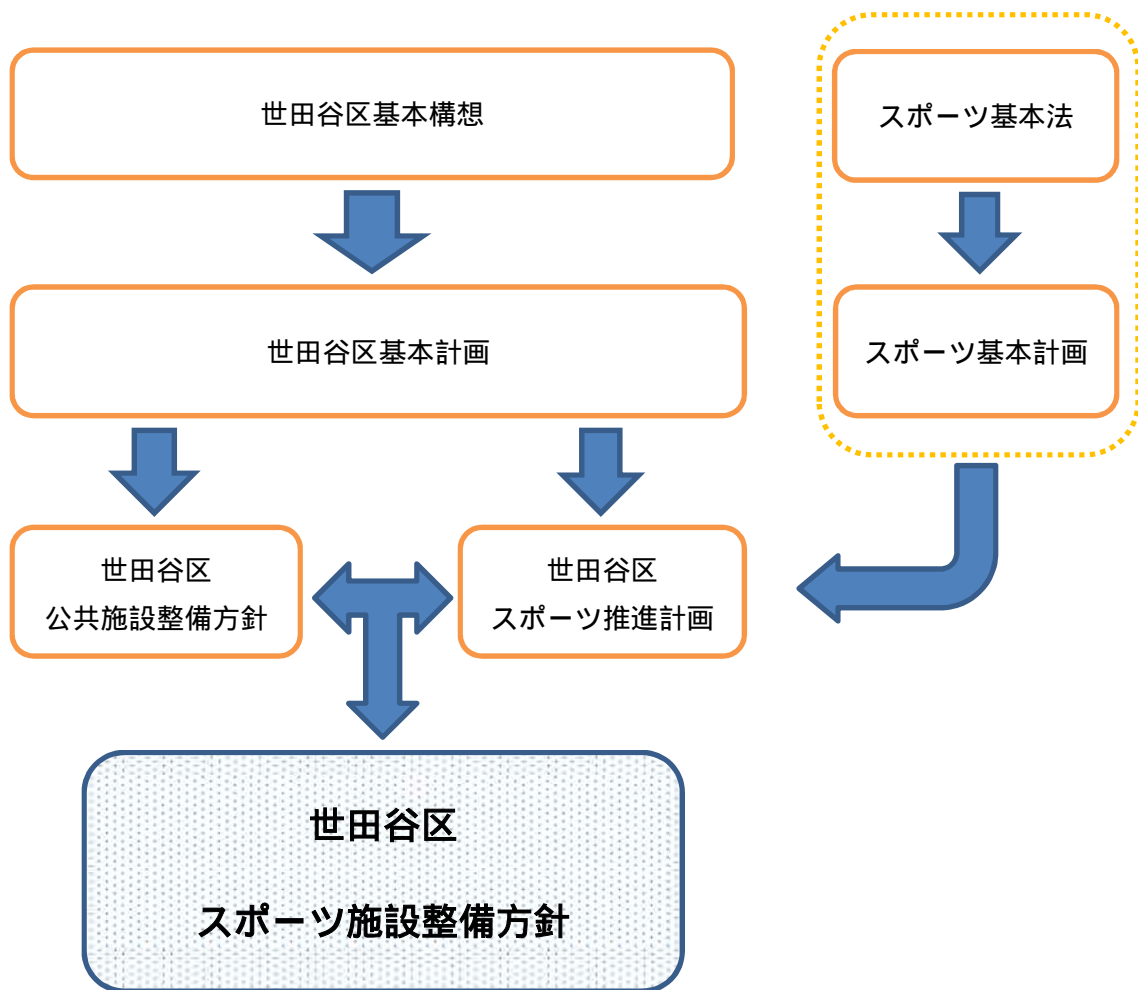 世田谷区基本構想
スポーツ基本法
世田谷区基本計画
スポーツ基本計画
世田谷区
公共施設整備方針
世田谷区
スポーツ推進計画
世田谷区
スポーツ施設整備方針